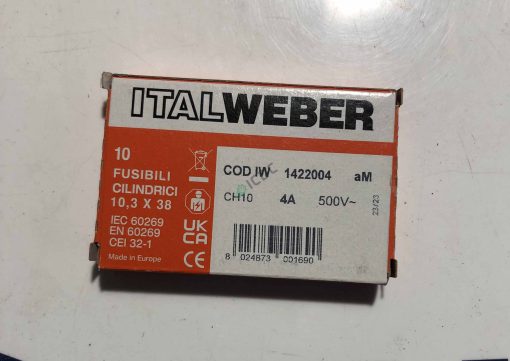 ITALWEBER
10
FUSIBILI
CILINDRICI
10,3 X 38
IEC 60269
EN 60269
CEI 32-1
Made in Europe
UK
CA
CE
COD IW 1422004 aM
CH10 4A 500V~
23/23
8 024873 001690
ICDC